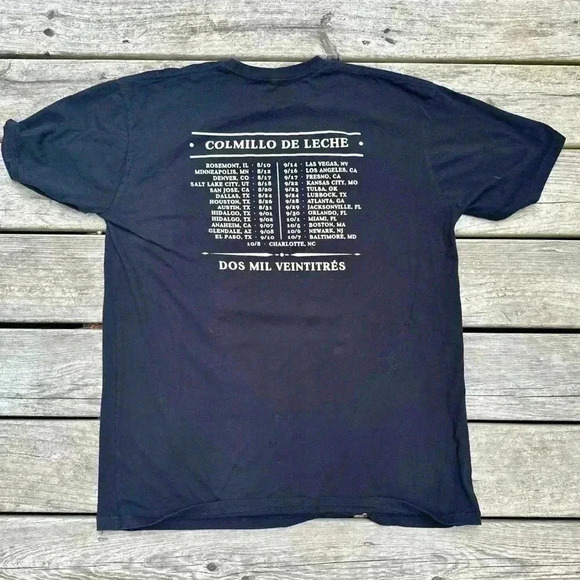 · COLMILLO DE LECHE ·
ROSEMONT, IL · 8/10
MINNEAPOLIS, MN · 8/12
DENVER, CO · 8/17
SALT LAKE CITY, UT · 8/18
SAN JOSE, CA · 8/20
DALLAS, TX · 8/24
HOUSTON, TX · 8/26
AUSTIN, TX · 8/31
HIDALGO, TX · 9/01
HIDALGO, TX · 9/02
ANAHEIM, CA · 9/07
GLENDALE, AZ · 9/08
EL PASO, TX · 9/10
9/14 · LAS VEGAS, NV
9/16 · LOS ANGELES, CA
9/17 · FRESNO, CA
9/22 · KANSAS CITY, MO
9/23 · TULSA, OK
9/24 · LUBBOCK, TX
9/28 · ATLANTA, GA
9/29 · JACKSONVILLE, FL
9/30 · ORLANDO, FL
10/1 · MIAMI, FL
10/5 · BOSTON, MA
10/6 · NEWARK, NJ
10/7 · BALTIMORE, MD
10/8 · CHARLOTTE, NC
DOS MIL VEINTITRÉS